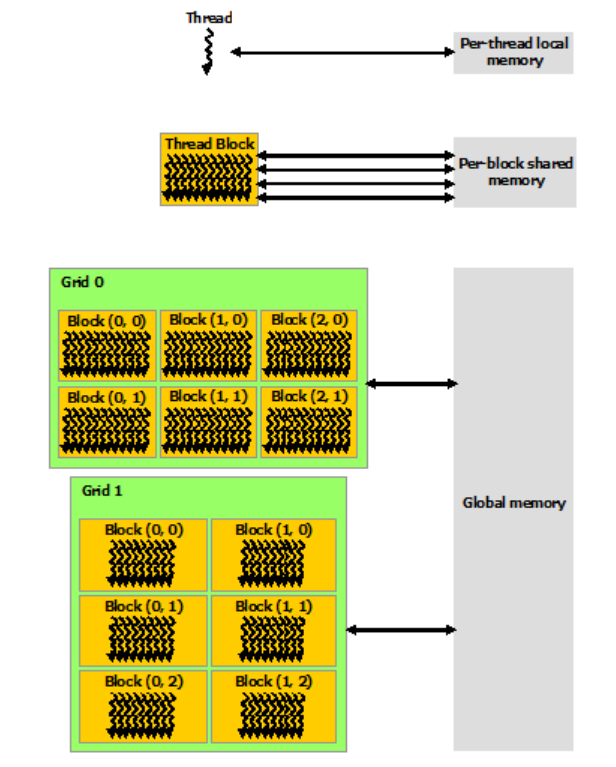 Thread
Per-thread local
memory
Thread Block
Per-block shared
memory
Grid 0
Block (0, 0) Block (1, 0) Block (2, 0)
Block (0, 1) Block (1, 1) Block (2, 1)
Global memory
Grid 1
Block (0, 0) Block (1, 0)
Block (0, 1) Block (1, 1)
Block (0, 2) Block (1, 2)